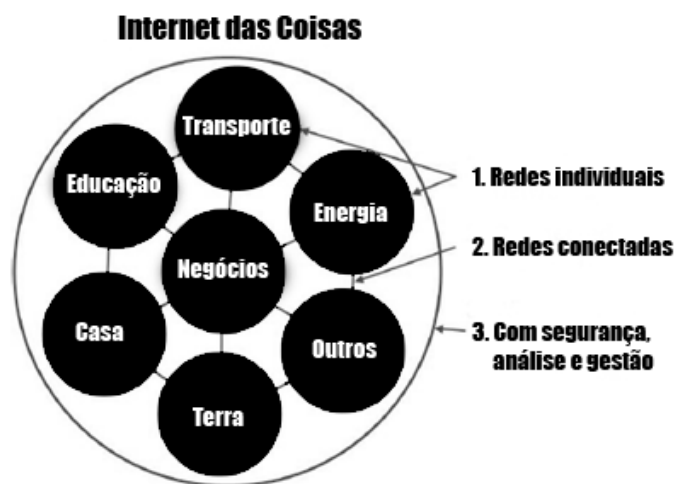 Internet das Coisas
Transporte
Educação
Energia
Negócios
Casa
Outros
Terra
1. Redes individuais
2. Redes conectadas
3. Com segurança,
análise e gestão